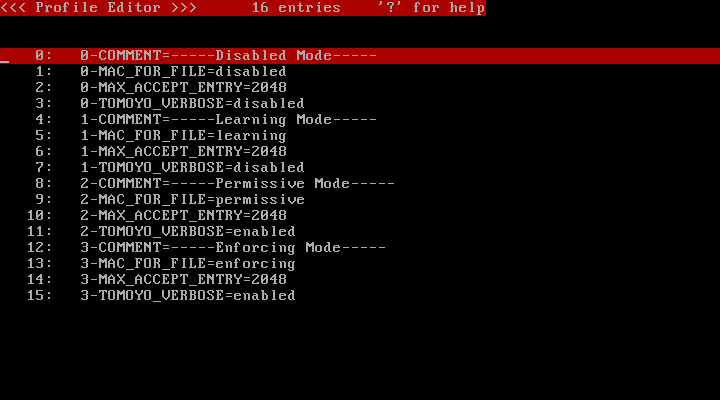 <<< Profile Editor >>>      16 entries    '?' for help
0:   0-COMMENT=-----Disabled Mode-----
1:   0-MAC_FOR_FILE=disabled
2:   0-MAX_ACCEPT_ENTRY=2048
3:   0-TOMOYO_VERBOSE=disabled
4:   1-COMMENT=-----Learning Mode-----
5:   1-MAC_FOR_FILE=learning
6:   1-MAX_ACCEPT_ENTRY=2048
7:   1-TOMOYO_VERBOSE=disabled
8:   2-COMMENT=-----Permissive Mode-----
9:   2-MAC_FOR_FILE=permissive
10:   2-MAX_ACCEPT_ENTRY=2048
11:   2-TOMOYO_VERBOSE=enabled
12:   3-COMMENT=-----Enforcing Mode-----
13:   3-MAC_FOR_FILE=enforcing
14:   3-MAX_ACCEPT_ENTRY=2048
15:   3-TOMOYO_VERBOSE=enabled